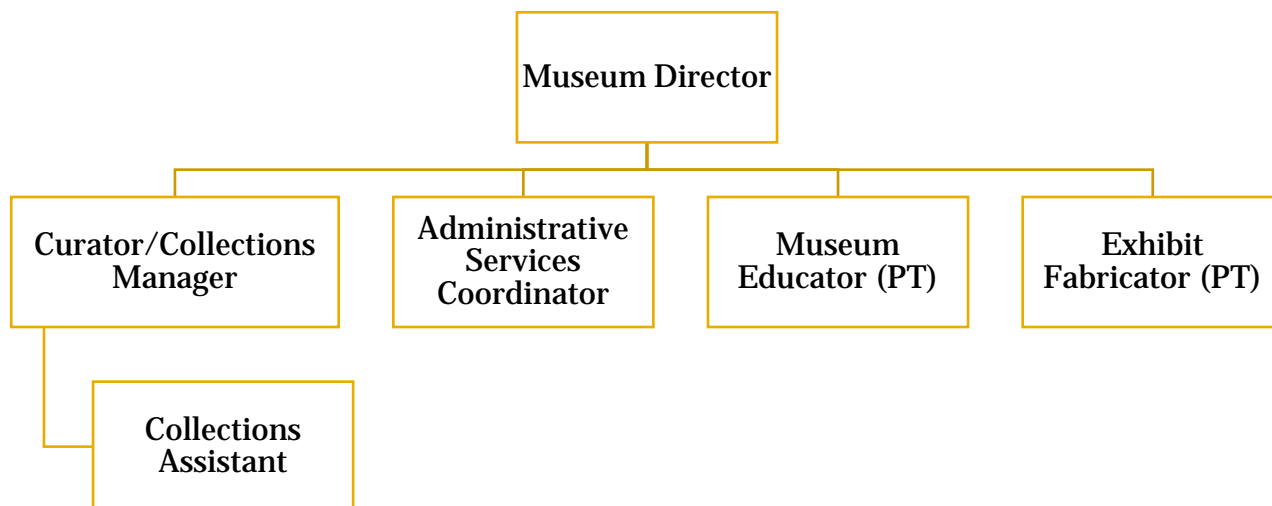 Museum Director
Curator/Collections
Manager
Administrative
Services
Coordinator
Museum
Educator (PT)
Exhibit
Fabricator (PT)
Collections
Assistant